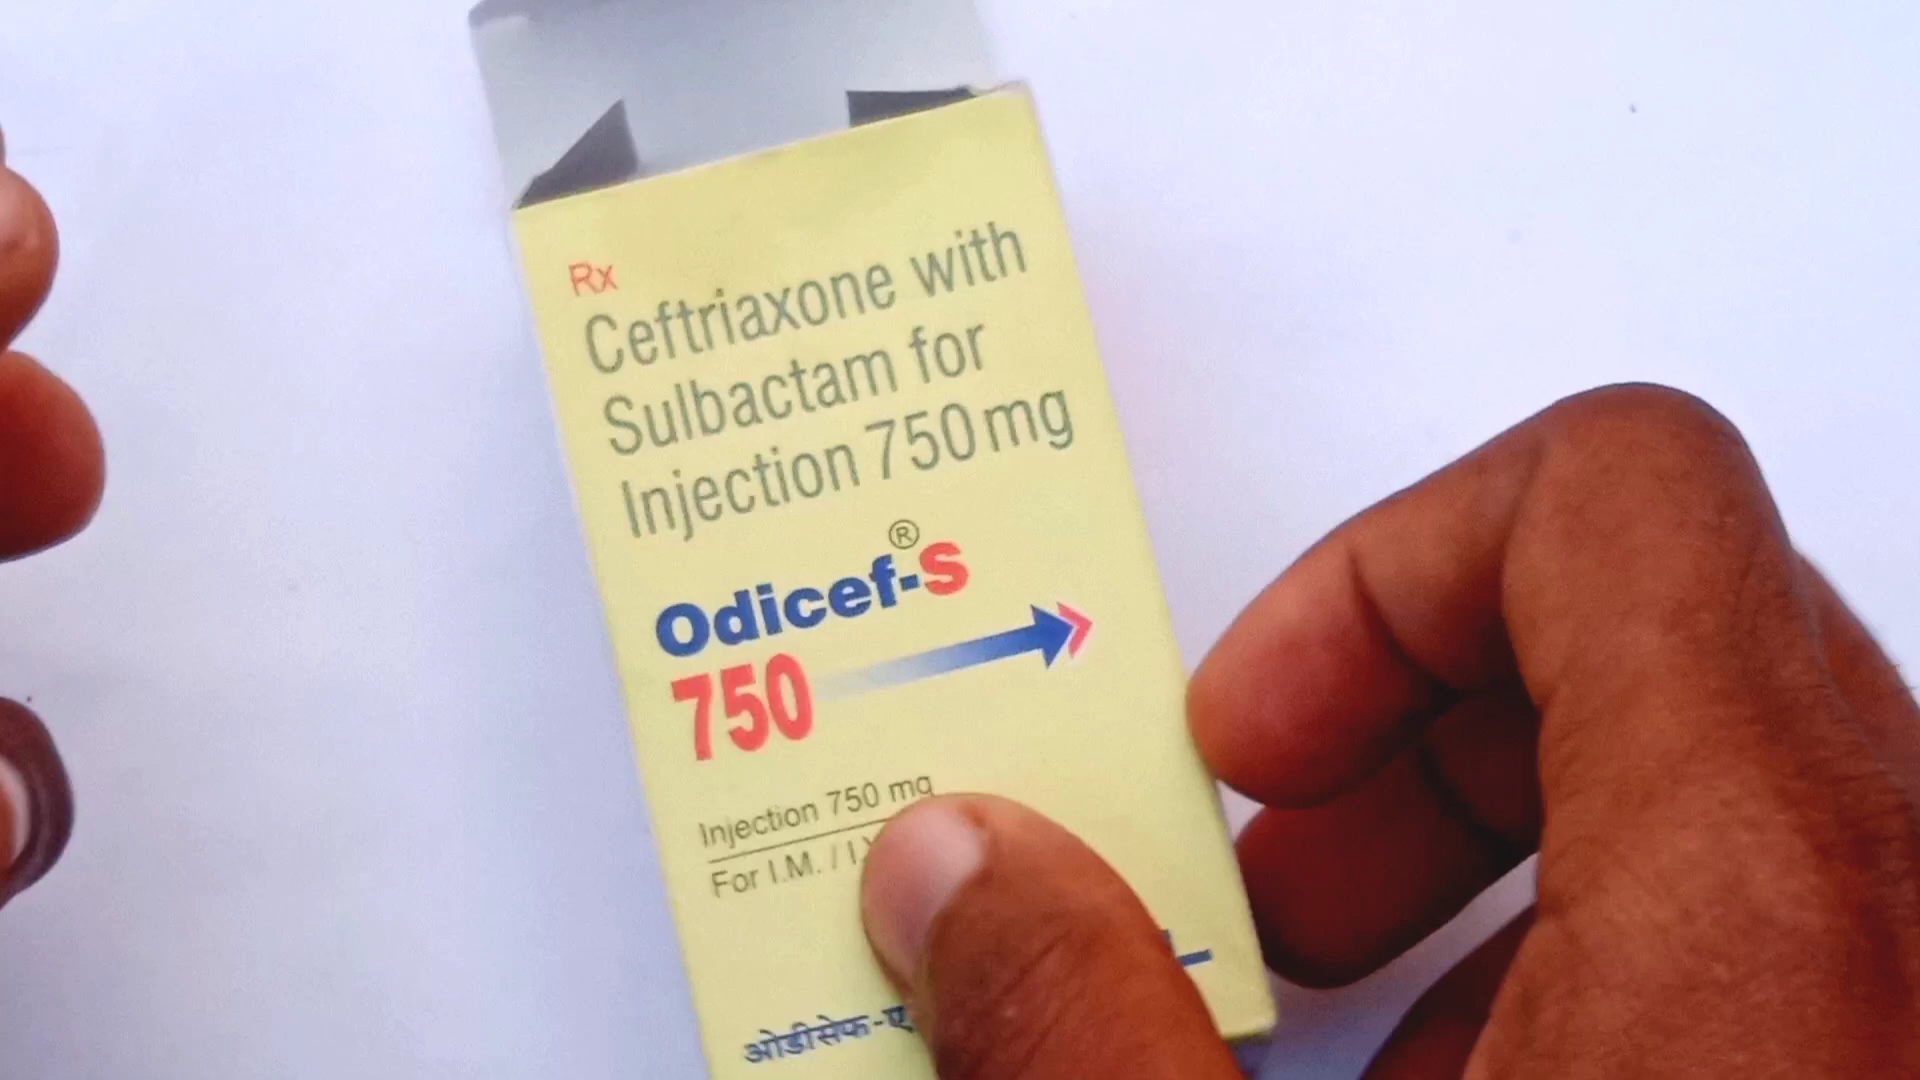 Rx
Ceftriaxone with
Sulbactam for
Injection 750 mg
Odicef-S®
750
Injection 750 mg
For I.M. /
ओडीसेफ-